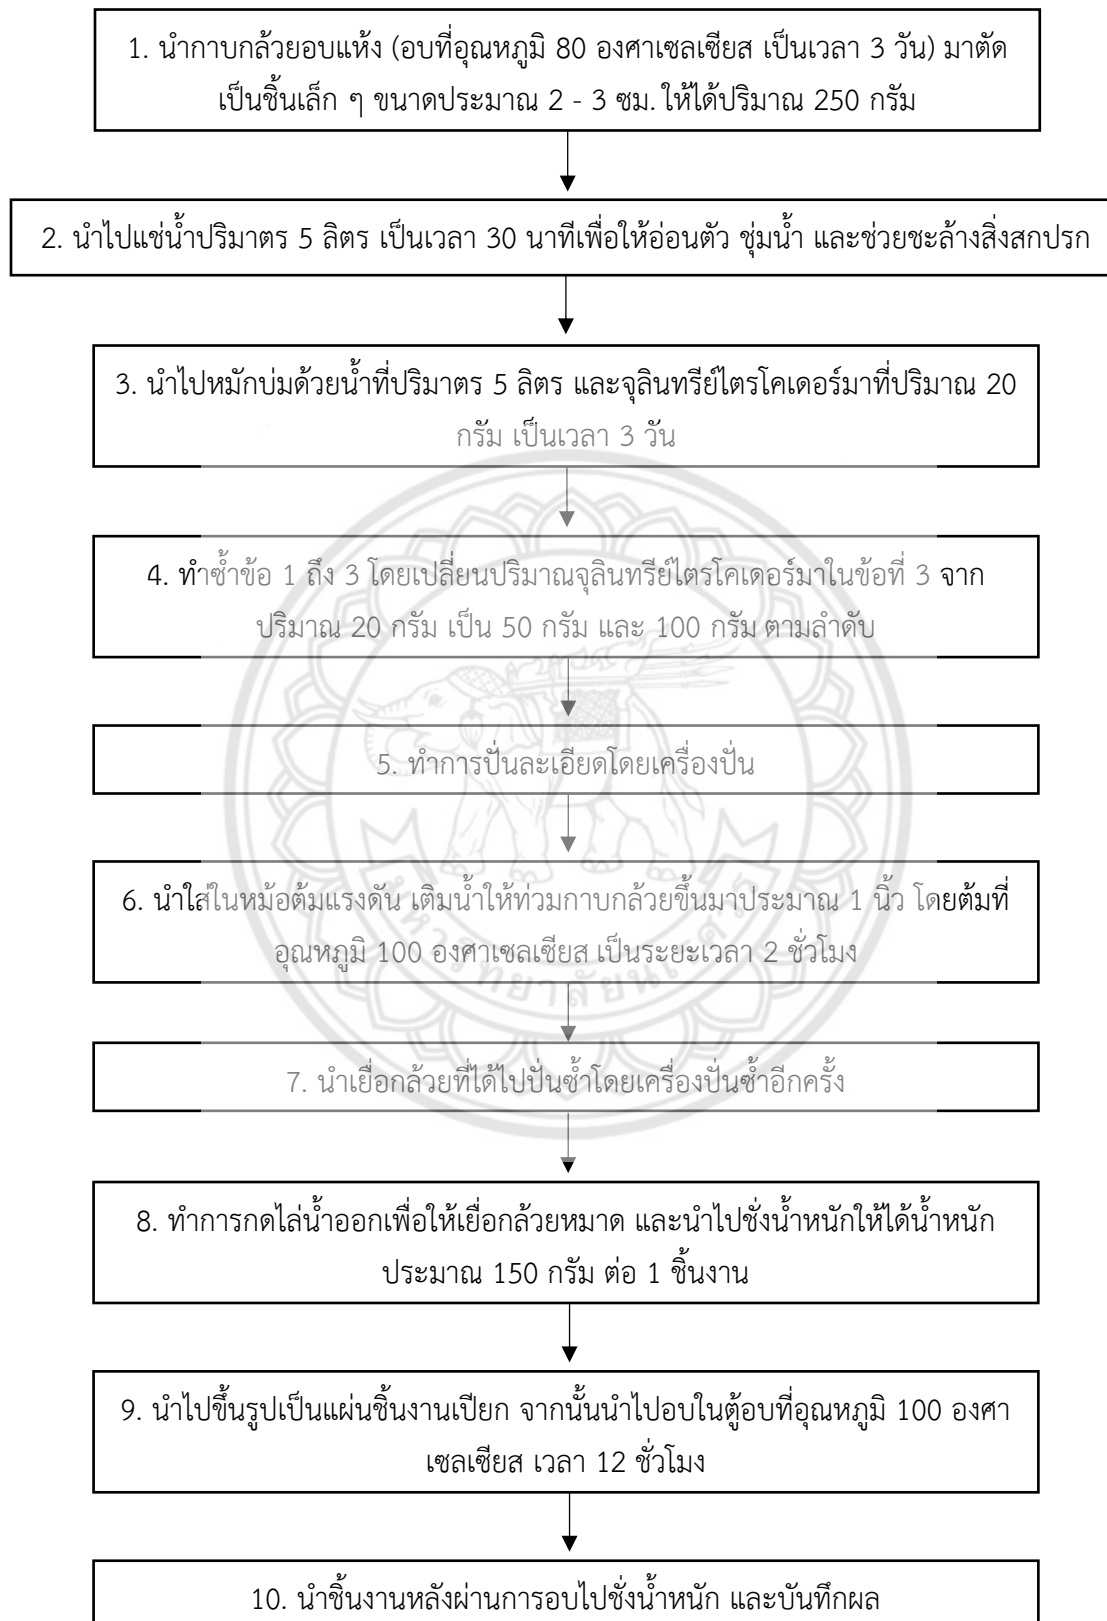 1. นำกาบกล้วยอบแห้ง (อบที่อุณหภูมิ 80 องศาเซลเซียส เป็นเวลา 3 วัน) มาตัด
เป็นชิ้นเล็ก ๆ ขนาดประมาณ 2 - 3 ซม. ให้ได้ปริมาณ 250 กรัม
2. นำไปแช่น้ำปริมาตร 5 ลิตร เป็นเวลา 30 นาทีเพื่อให้อ่อนตัว ชุ่มน้ำ และช่วยชะล้างสิ่งสกปรก
3. นำไปหมักบ่มด้วยน้ำที่ปริมาตร 5 ลิตร และจุลินทรีย์ไตรโคเดอร์มาที่ปริมาณ 20
กรัม เป็นเวลา 3 วัน
4. ทำซ้ำข้อ 1 ถึง 3 โดยเปลี่ยนปริมาณจุลินทรีย์ไตรโคเดอร์มาในข้อที่ 3 จาก
ปริมาณ 20 กรัม เป็น 50 กรัม และ 100 กรัม ตามลำดับ
5. ทำการปั่นละเอียดโดยเครื่องปั่น
6. นำใส่ในหม้อต้มแรงดัน เติมน้ำให้ท่วมกาบกล้วยขึ้นมาประมาณ 1 นิ้ว โดยต้มที่
อุณหภูมิ 100 องศาเซลเซียส เป็นระยะเวลา 2 ชั่วโมง
มหาวิทยาลัยนเรศวร
7. นำเยื่อกล้วยที่ได้ไปปั่นซ้ำโดยเครื่องปั่นซ้ำอีกครั้ง
8. ทำการกดไล่น้ำออกเพื่อให้เยื่อกล้วยหมาด และนำไปชั่งน้ำหนักให้ได้น้ำหนัก
ประมาณ 150 กรัม ต่อ 1 ชิ้นงาน
9. นำไปขึ้นรูปเป็นแผ่นชิ้นงานเปียก จากนั้นนำไปอบในตู้อบที่อุณหภูมิ 100 องศา
เซลเซียส เวลา 12 ชั่วโมง
10. นำชิ้นงานหลังผ่านการอบไปชั่งน้ำหนัก และบันทึกผล